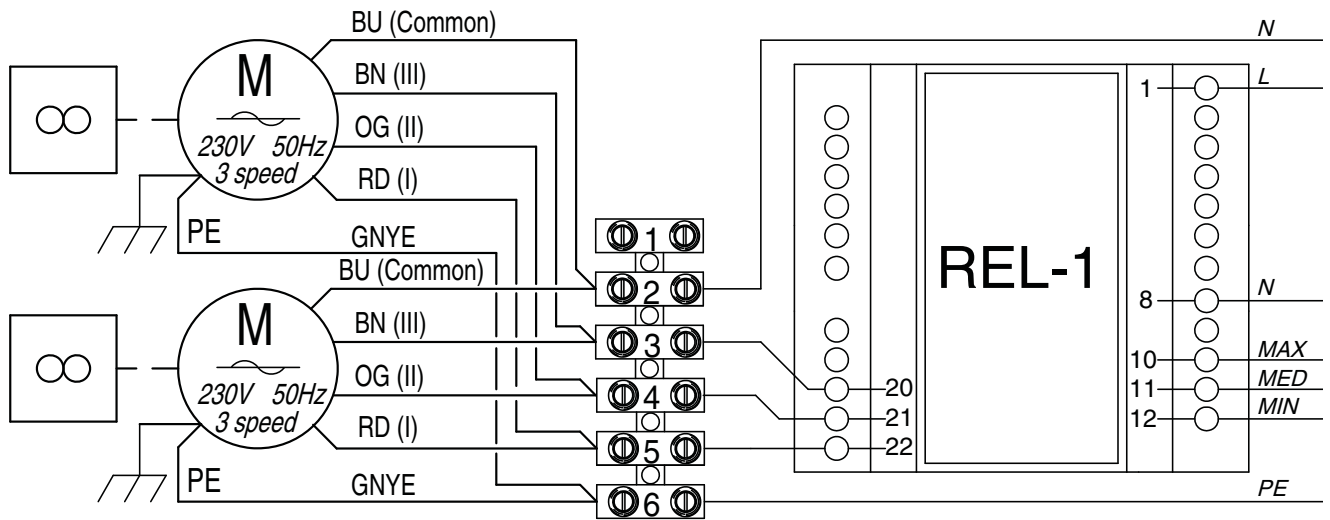 BU (Common)
BN (III)
OG (II)
RD (I)
M
230V 50Hz
3 speed
PE
GNYE
BU (Common)
BN (III)
OG (II)
RD (I)
M
230V 50Hz
3 speed
PE
GNYE
1
2
3
4
5
6
REL-1
20
21
22
1
8
10
11
12
N
L
N
MAX
MED
MIN
PE